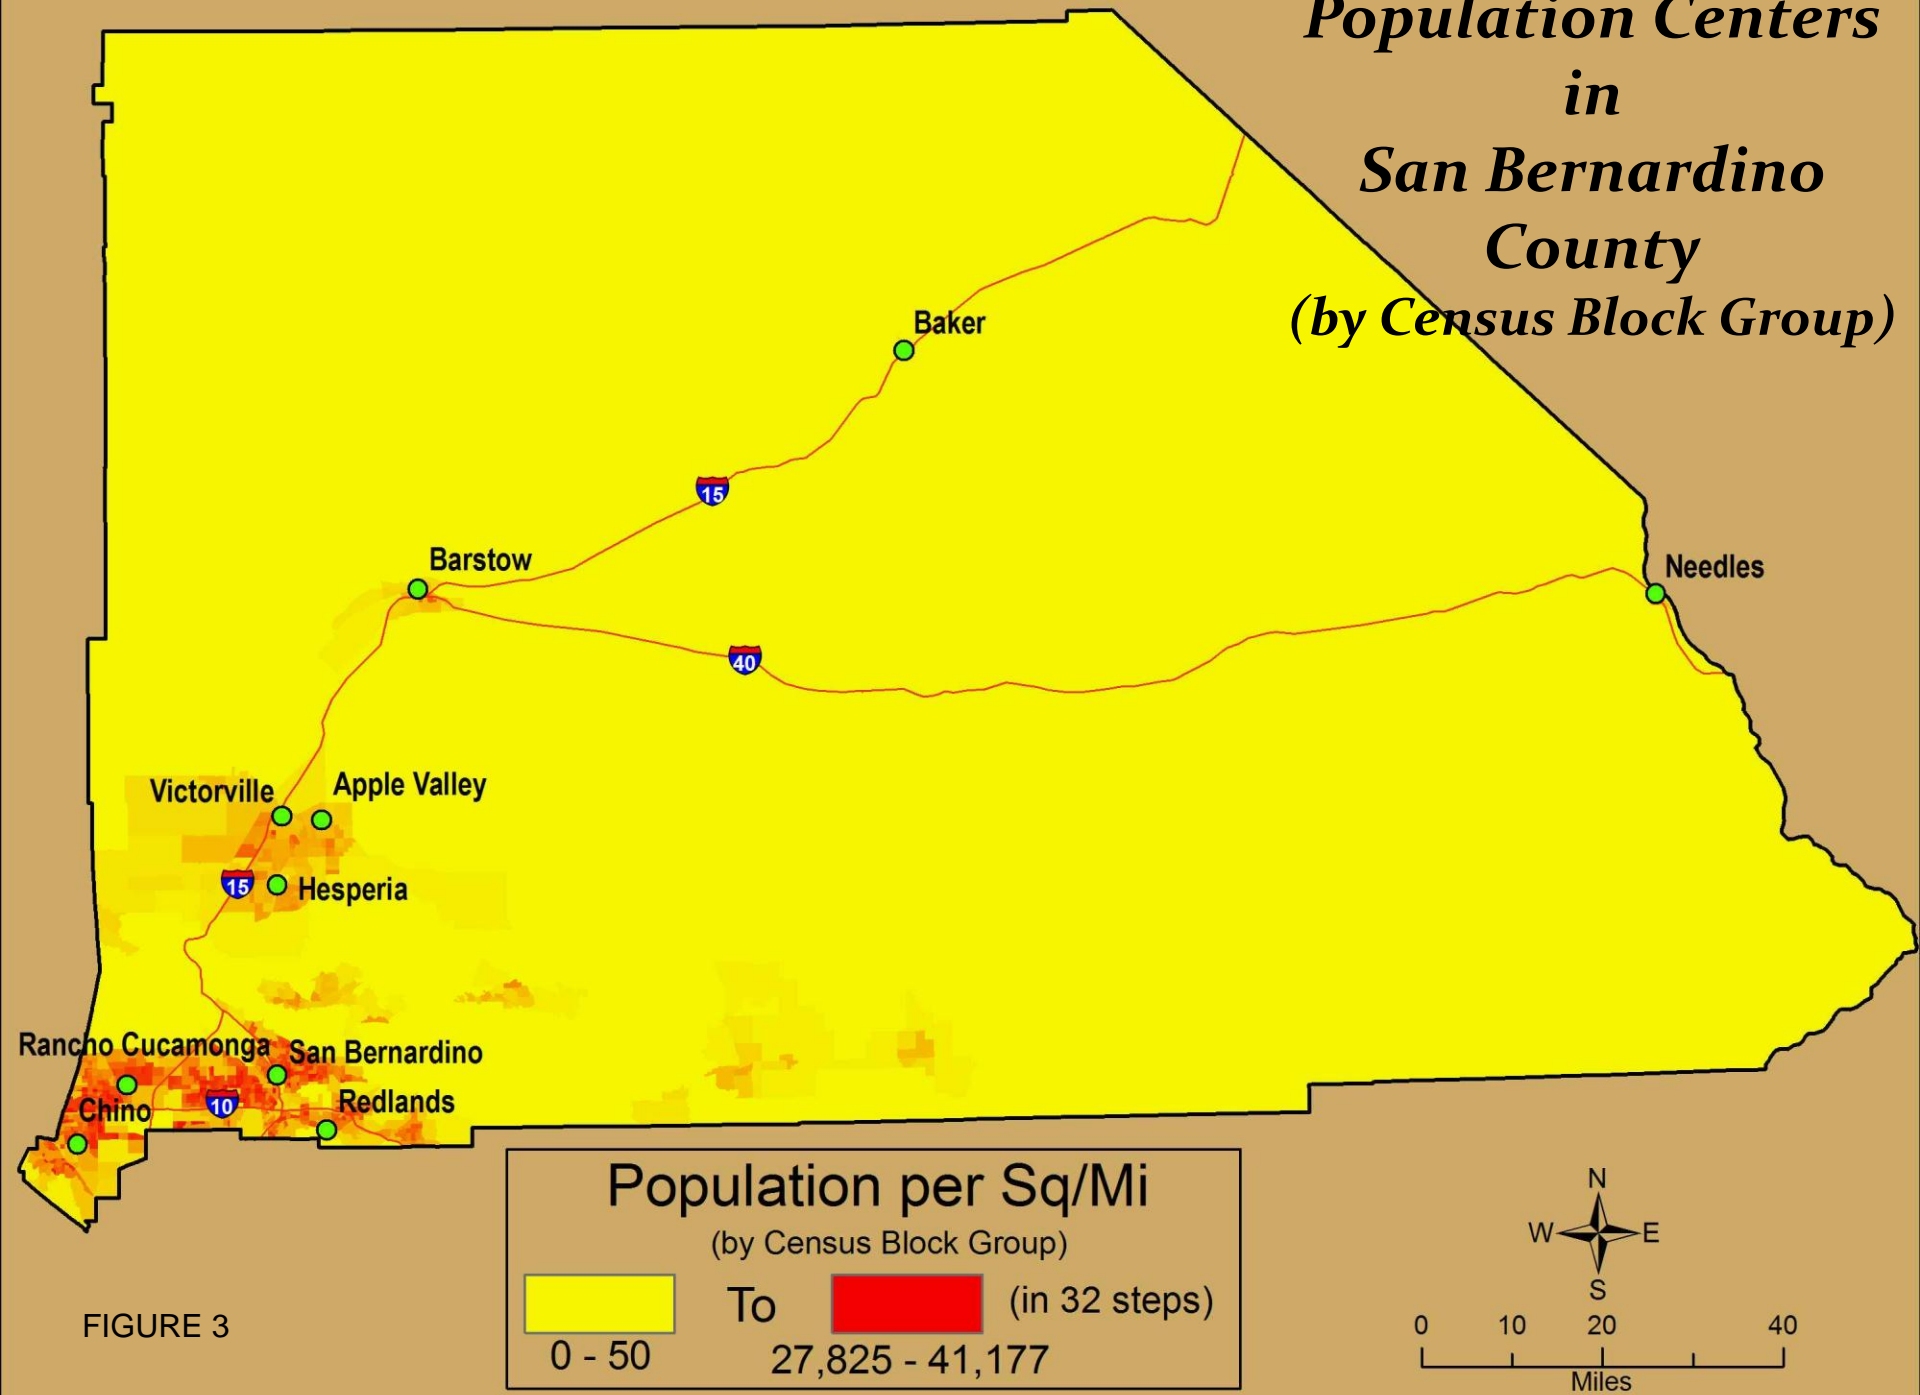 Population Centers
in
San Bernardino
County
(by Census Block Group)
Baker
15
Barstow
Needles
40
Victorville
Apple Valley
15
Hesperia
Rancho Cucamonga
San Bernardino
10
Redlands
Chino
Population per Sq/Mi
(by Census Block Group)
To
(in 32 steps)
0 - 50
27,825 - 41,177
FIGURE 3
N
W
E
S
0 10 20 40
Miles